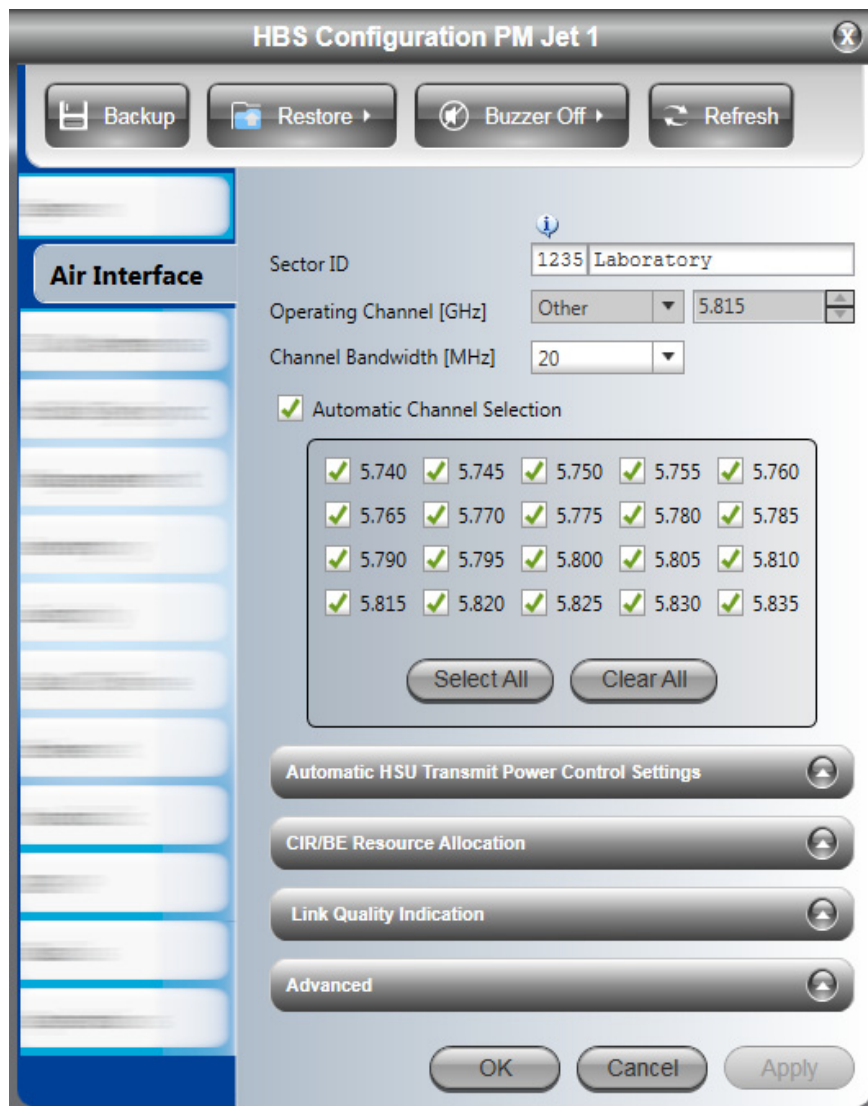 HBS Configuration PM Jet 1
Backup Restore Buzzer Off Refresh
Air Interface
Sector ID 1235 Laboratory
Operating Channel [GHz] Other 5.815
Channel Bandwidth [MHz] 20
Automatic Channel Selection
5.740 5.745 5.750 5.755 5.760
5.765 5.770 5.775 5.780 5.785
5.790 5.795 5.800 5.805 5.810
5.815 5.820 5.825 5.830 5.835
Select All Clear All
Automatic HSU Transmit Power Control Settings
CIR/BE Resource Allocation
Link Quality Indication
Advanced
OK Cancel Apply